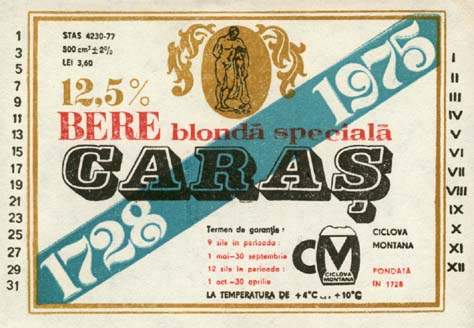 1
3
5
7
9
11
13
15
17
19
21
23
25
27
29
31
STAS 4230-77
500 cm³ ± 2%
LEI 3,60
12,5%
BERE blondă specială
CARAȘ
1728
1975
Termen de garanție :
9 zile în perioada :
1 mai-30 septembrie
12 zile în perioada :
1 oct.-30 aprilie
LA TEMPERATURA DE +4°C ... +10°C
CM
CICLOVA
MONTANA
CICLOVA
MONTANA
FONDATĂ
IN 1728
I
II
III
IV
V
VI
VII
VIII
IX
X
XI
XII